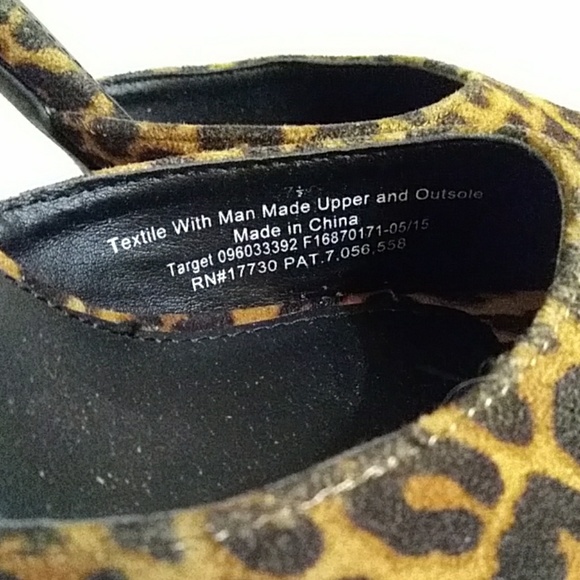 Textile With Man Made Upper and Outsole
Made in China
Target 096033392 F16870171-05/15
RN#17730 PAT.7,056,558